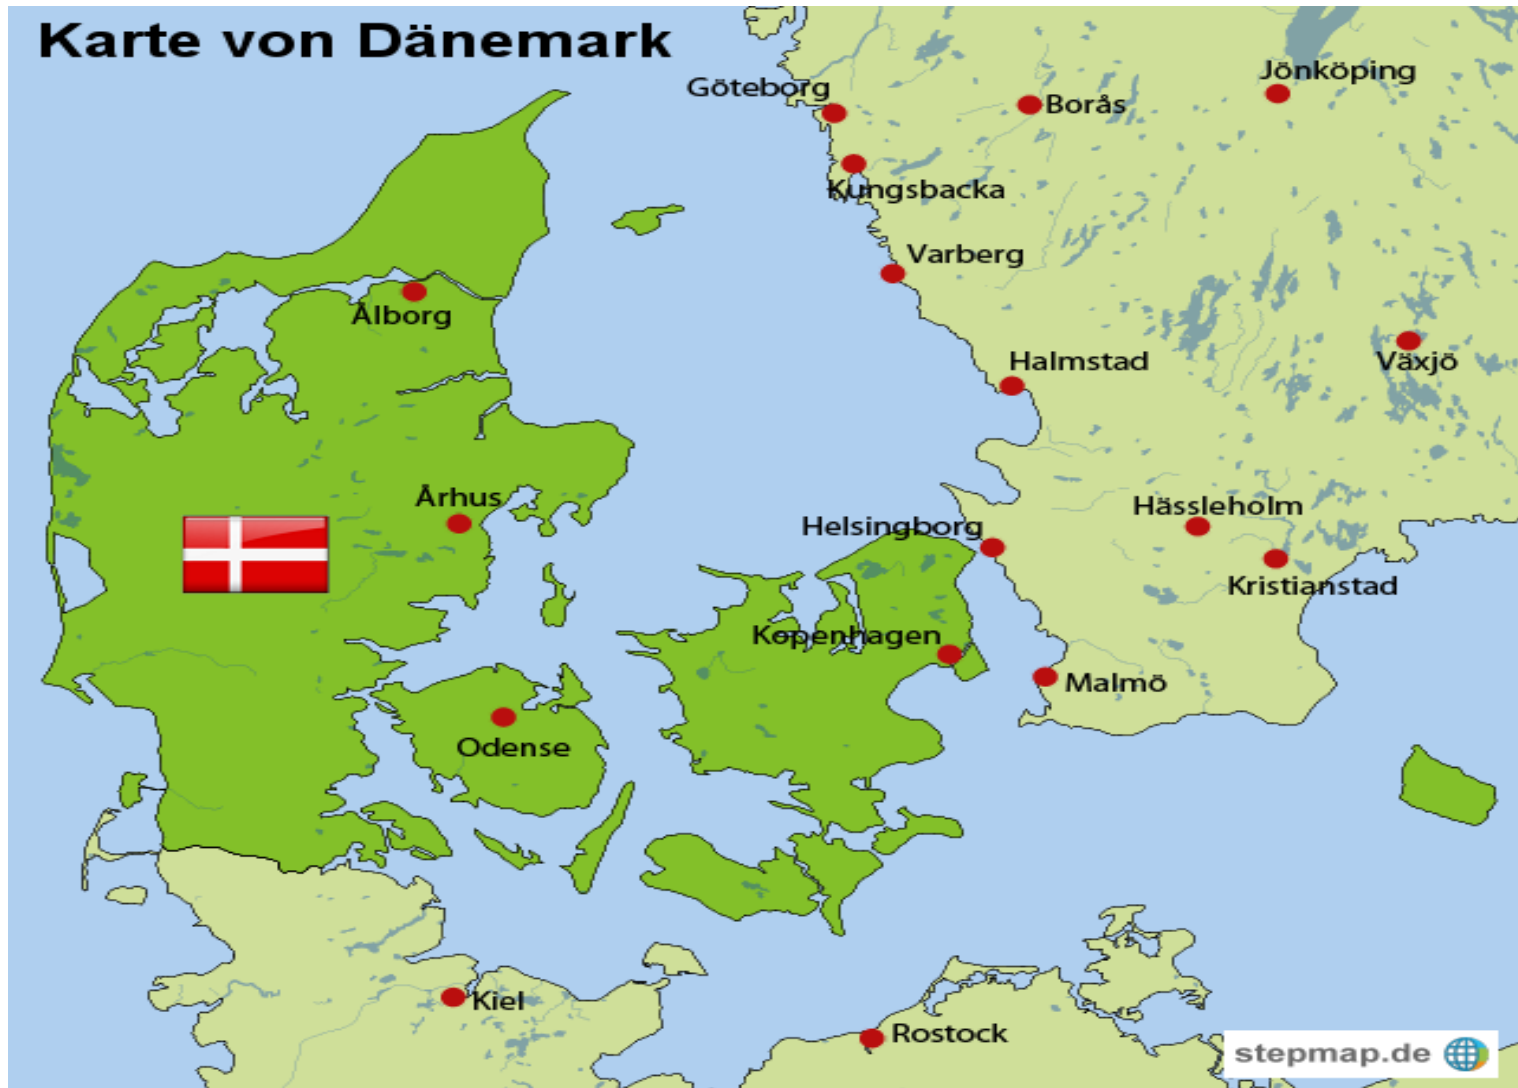 Karte von Dänemark
Jönköping
Göteborg
Borås
Kungsbacka
Varberg
Ålborg
Halmstad
Växjö
Århus
Hässleholm
Helsingborg
Kristianstad
Kopenhagen
Malmö
Odense
Kiel
Rostock
stepmap.de